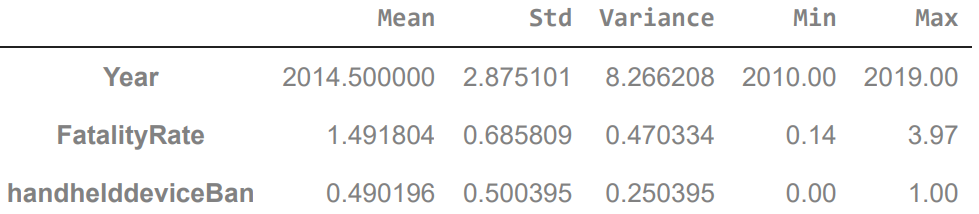 Mean Std Variance Min Max
Year 2014.500000 2.875101 8.266208 2010.00 2019.00
FatalityRate 1.491804 0.685809 0.470334 0.14 3.97
handhelddeviceBan 0.490196 0.500395 0.250395 0.00 1.00